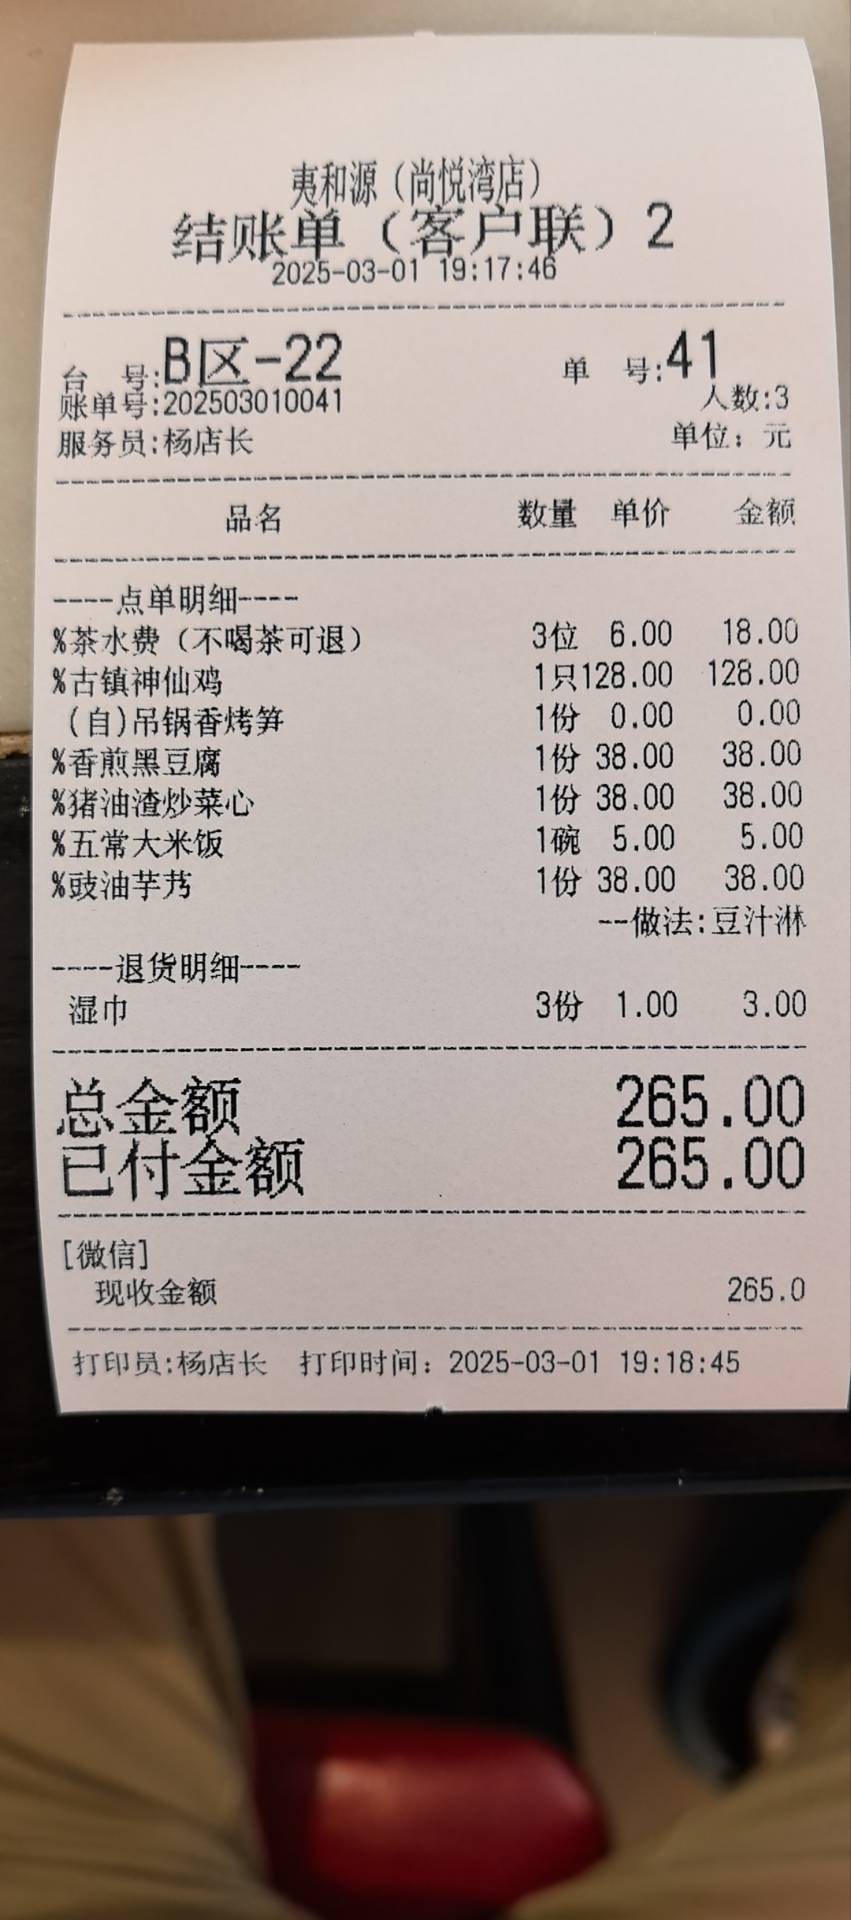 夷和源（尚悦湾店）
结账单（客户联）2
2025-03-01 19:17:46
台 号:B区-22 单 号:41
账单号:202503010041 人数:3
服务员:杨店长 单位：元
品名 数量 单价 金额
----点单明细----
%茶水费（不喝茶可退） 3位 6.00 18.00
%古镇神仙鸡 1只128.00 128.00
(自)吊锅香烤笋 1份 0.00 0.00
%香煎黑豆腐 1份 38.00 38.00
%猪油渣炒菜心 1份 38.00 38.00
%五常大米饭 1碗 5.00 5.00
%豉油芋艿 1份 38.00 38.00
--做法:豆汁淋
----退货明细----
湿巾 3份 1.00 3.00
总金额 265.00
已付金额 265.00
[微信]
现收金额 265.0
打印员:杨店长 打印时间：2025-03-01 19:18:45